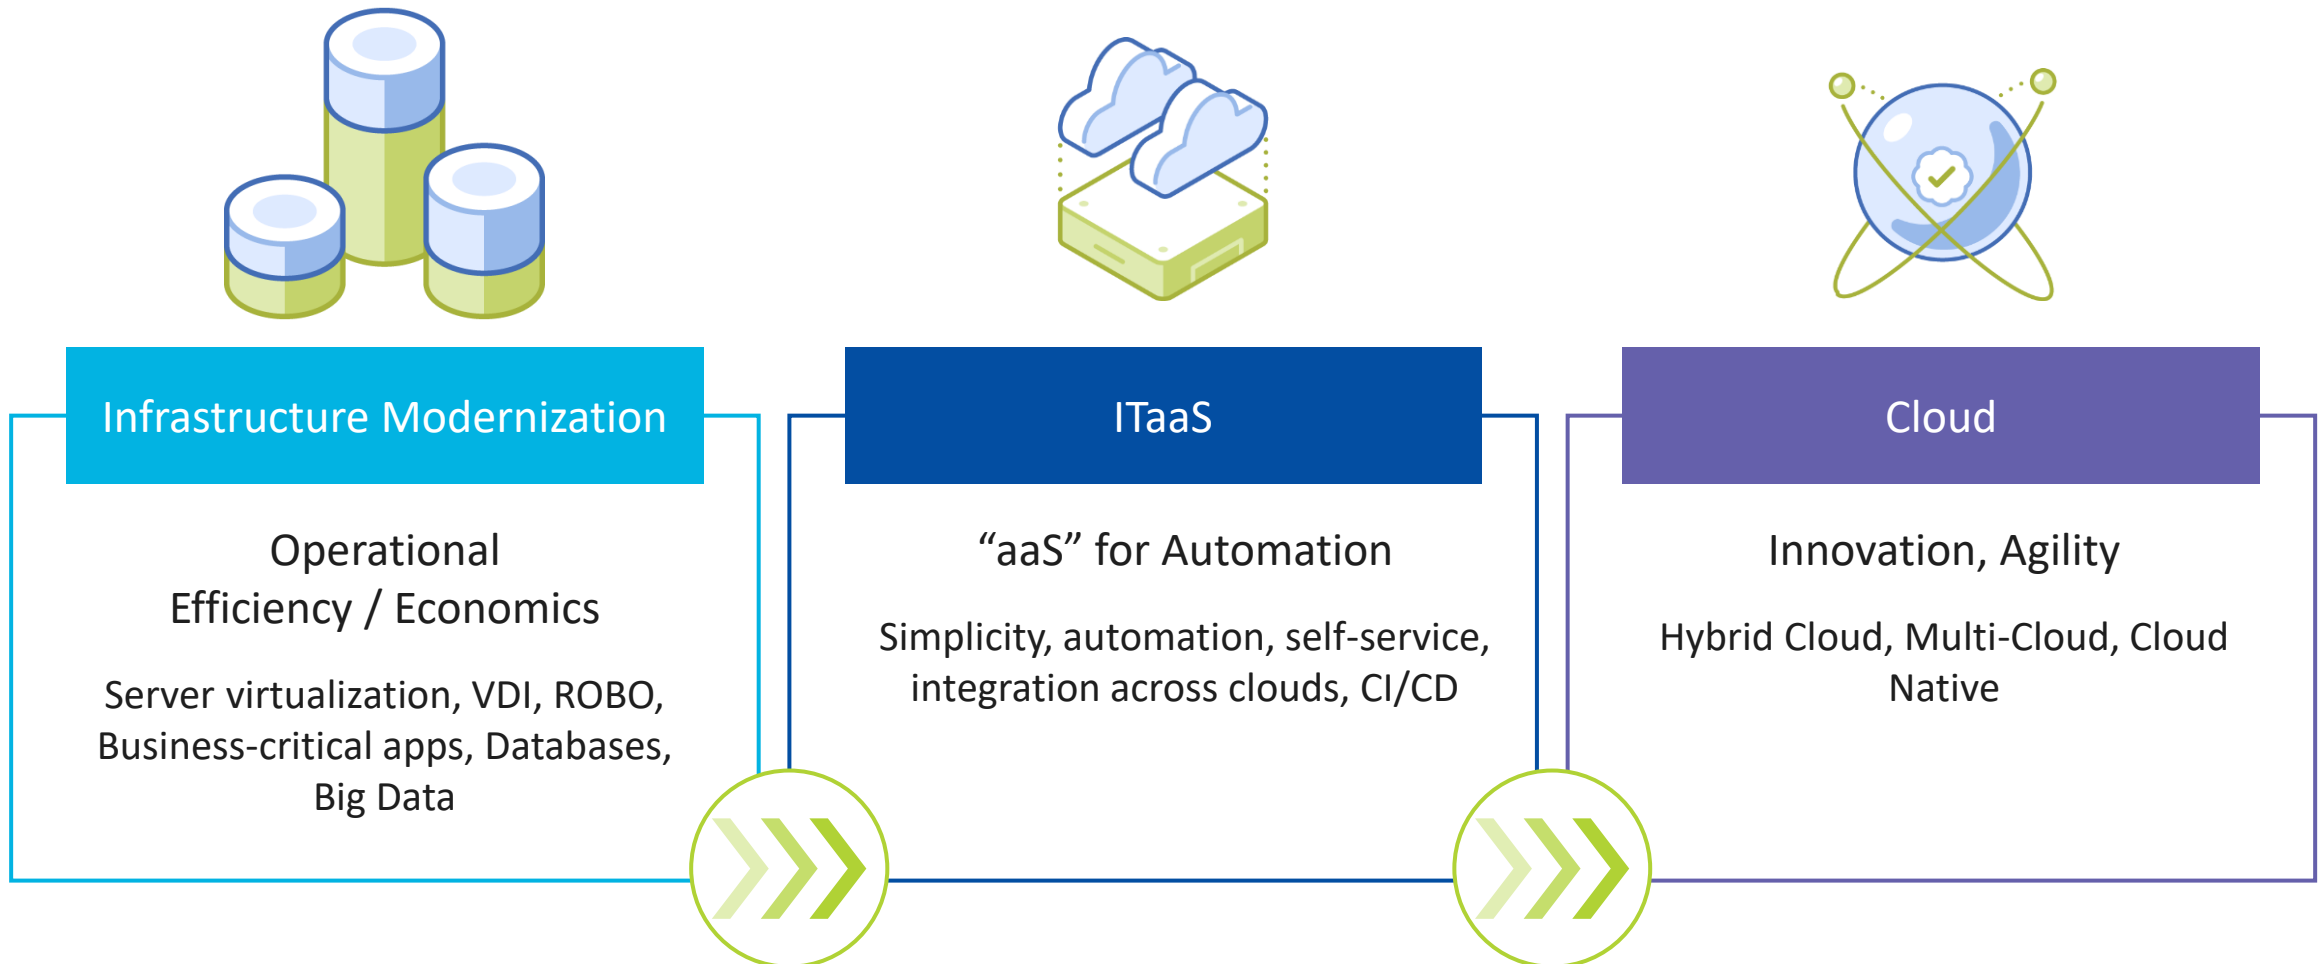 Infrastructure Modernization
Operational
Efficiency / Economics
Server virtualization, VDI, ROBO,
Business-critical apps, Databases,
Big Data
ITaaS
“aaS” for Automation
Simplicity, automation, self-service,
integration across clouds, CI/CD
Cloud
Innovation, Agility
Hybrid Cloud, Multi-Cloud, Cloud
Native